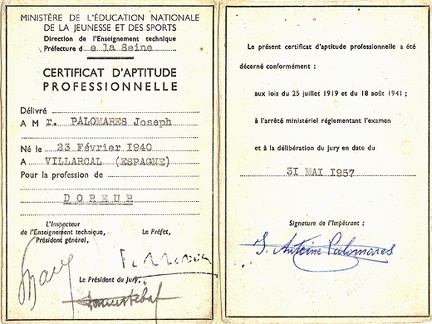 MINISTÈRE DE L'ÉDUCATION NATIONALE
DE LA JEUNESSE ET DES SPORTS
Direction de l'Enseignement technique
Préfecture de la Seine
CERTIFICAT D'APTITUDE
PROFESSIONNELLE
Délivré
A Mr. PALOMARES Joseph
Né le 23 Février 1940
A VILLARGAL (ESPAGNE)
Pour la profession de
DOREUR
L'Inspecteur
de l'Enseignement technique,
Président général,
Le Préfet,
Le Président du Jury,
Le présent certificat d'aptitude professionnelle a été
décerné conformément :
aux lois du 25 juillet 1919 et du 18 août 1941 ;
à l'arrêté ministériel réglementant l'examen
et à la délibération du jury en date du
31 MAI 1957
Signature de l'Impétrant :
J. Antoine Palomares